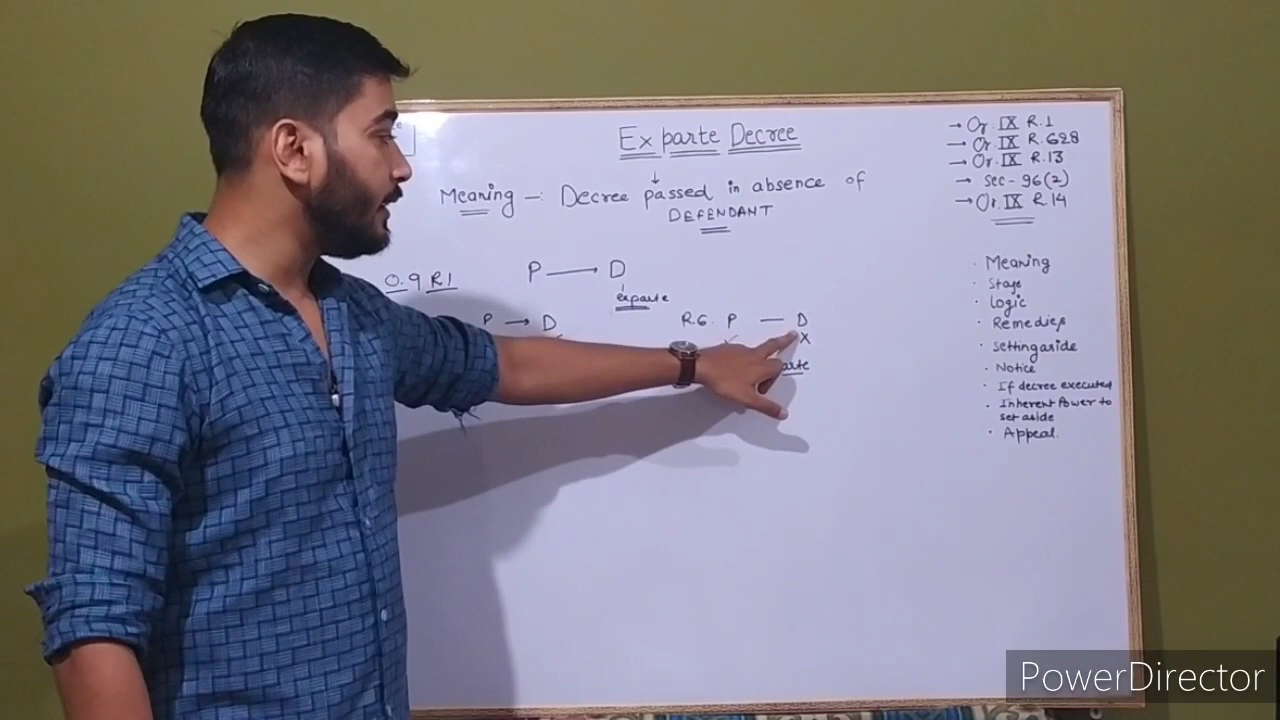 Ex parte Decree
Meaning -: Decree passed in absence of
DEFENDANT
O.9 R1
P D
exparte
P D
R.6. P D
X
arte
Or. IX R.1
Or. IX R.6&8
Or. IX R.13
Sec-96(2)
Or. IX R.14
Meaning
Stage
Logic
Remedies
Setting aside
Notice
If decree executed
Inherent Power to
set aside
Appeal.
PowerDirector